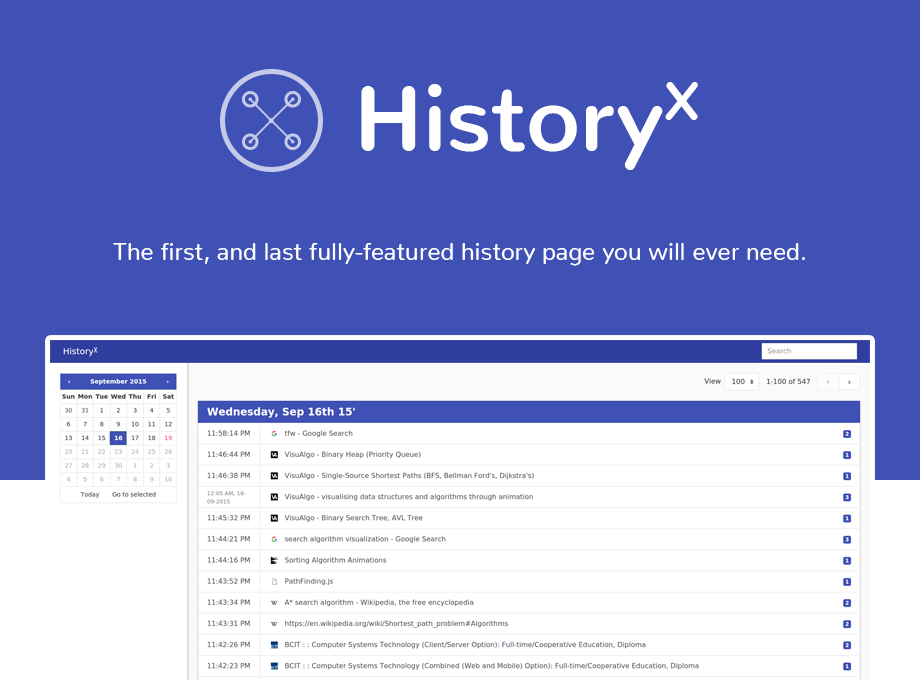 Historyx
The first, and last fully-featured history page you will ever need.
Historyx
Search
‹ September 2015 ›
Sun Mon Tue Wed Thu Fri Sat
30 31 1 2 3 4 5
6 7 8 9 10 11 12
13 14 15 16 17 18 19
20 21 22 23 24 25 26
27 28 29 30 1 2 3
4 5 6 7 8 9 10
Today Go to selected
View 100 1-100 of 547 ‹ ›
Wednesday, Sep 16th 15'
11:58:14 PM G tfw - Google Search 2
11:46:44 PM VA VisuAlgo - Binary Heap (Priority Queue) 1
11:46:38 PM VA VisuAlgo - Single-Source Shortest Paths (BFS, Bellman Ford's, Dijkstra's) 1
12:05 AM, 18-
09-2015 VA VisuAlgo - visualising data structures and algorithms through animation 3
11:45:32 PM VA VisuAlgo - Binary Search Tree, AVL Tree 1
11:44:21 PM G search algorithm visualization - Google Search 3
11:44:16 PM Sorting Algorithm Animations 1
11:43:52 PM PathFinding.js 1
11:43:34 PM W A* search algorithm - Wikipedia, the free encyclopedia 2
11:43:31 PM W https://en.wikipedia.org/wiki/Shortest_path_problem#Algorithms 2
11:42:26 PM BCIT : : Computer Systems Technology (Client/Server Option): Full-time/Cooperative Education, Diploma 2
11:42:23 PM BCIT : : Computer Systems Technology (Combined (Web and Mobile) Option): Full-time/Cooperative Education, Diploma 1